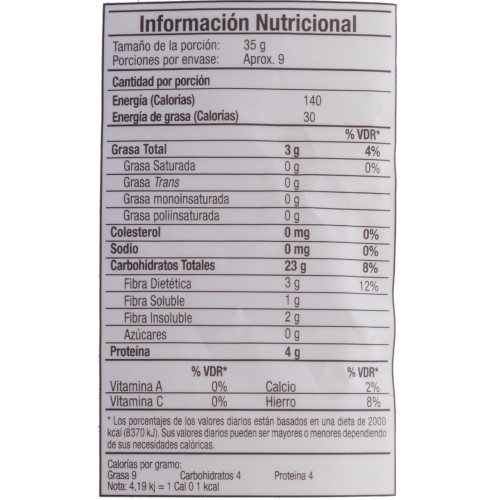 Información Nutricional
Tamaño de la porción: 35 g
Porciones por envase: Aprox. 9
Cantidad por porción
Energía (Calorías) 140
Energía de grasa (Calorías) 30
% VDR*
Grasa Total 3 g 4%
Grasa Saturada 0 g 0%
Grasa Trans 0 g
Grasa monoinsaturada 0 g
Grasa poliinsaturada 0 g
Colesterol 0 mg 0%
Sodio 0 mg 0%
Carbohidratos Totales 23 g 8%
Fibra Dietética 3 g 12%
Fibra Soluble 1 g
Fibra Insoluble 2 g
Azúcares 0 g
Proteína 4 g
% VDR* % VDR*
Vitamina A 0% Calcio 2%
Vitamina C 0% Hierro 8%
* Los porcentajes de los valores diarios están basados en una dieta de 2000
kcal (8370 kJ). Sus valores diarios pueden ser mayores o menores dependiendo
de sus necesidades calóricas.
Calorías por gramo:
Grasa 9 Carbohidratos 4 Proteína 4
Nota: 4,19 kj = 1 Cal 0 1 kcal